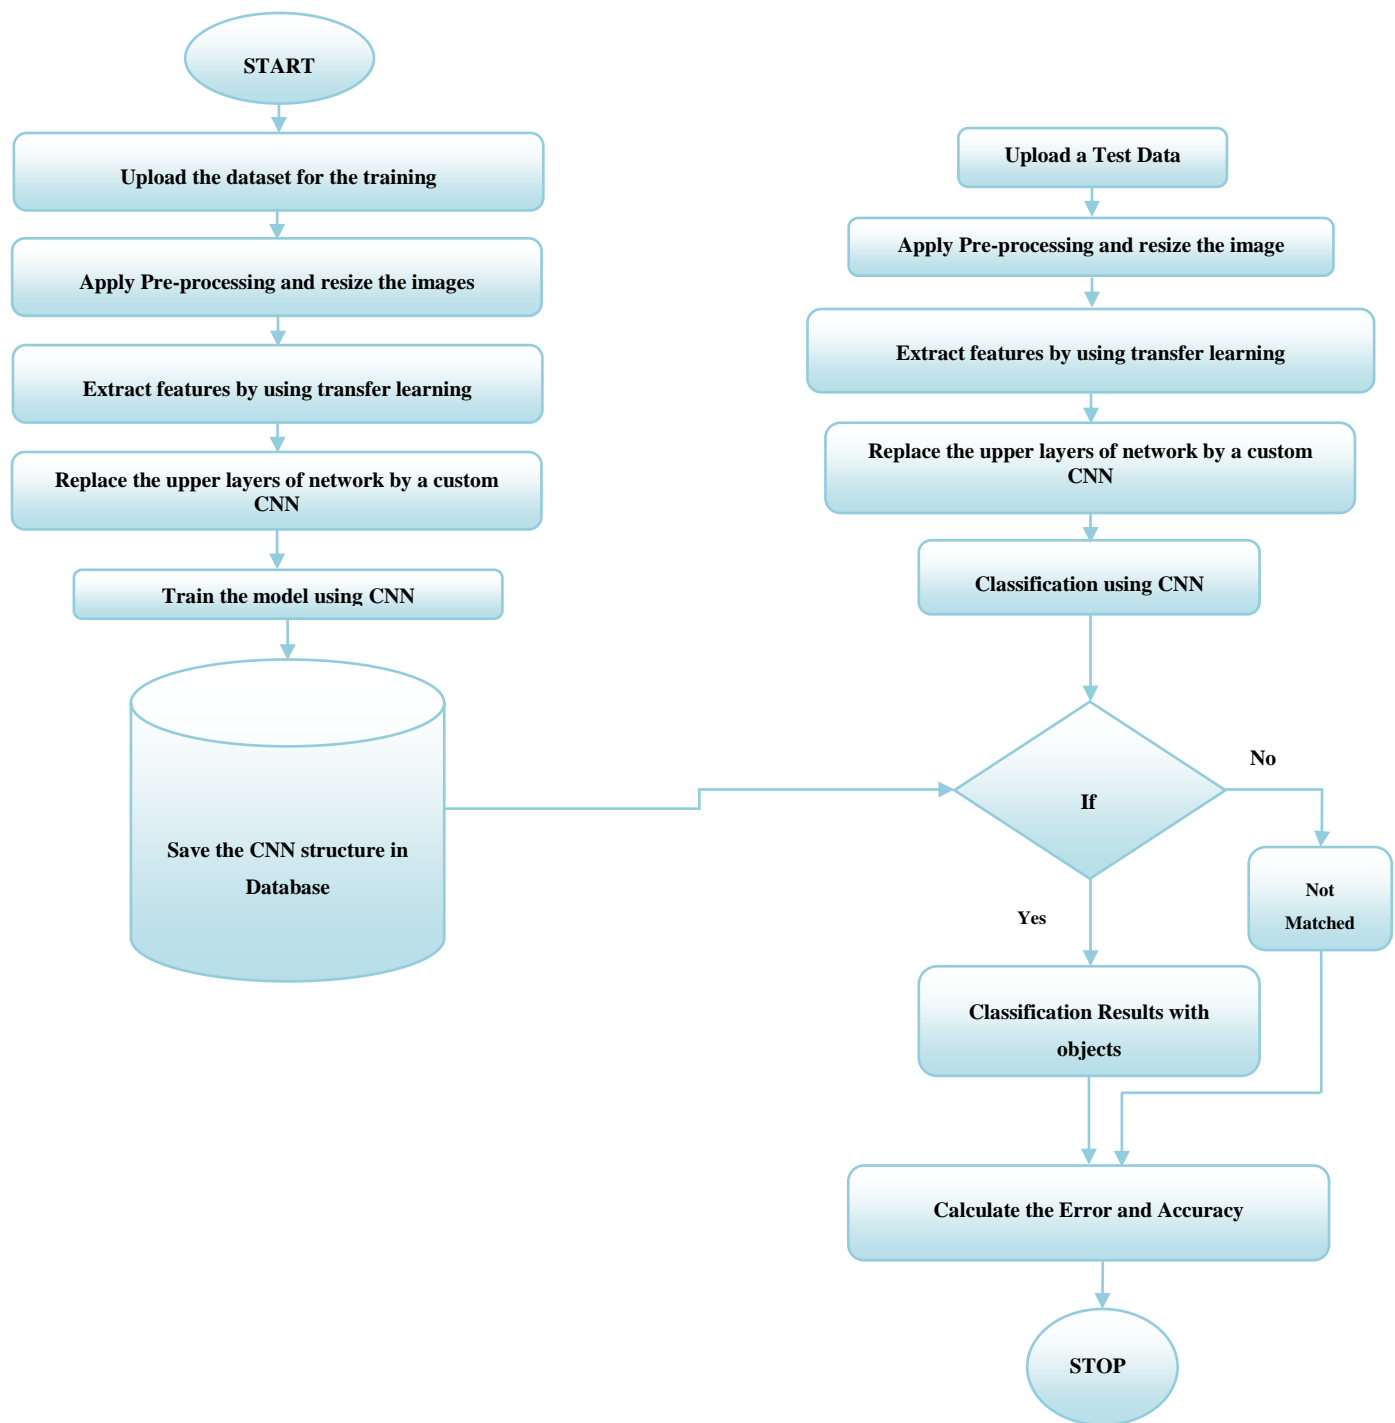 START
Upload the dataset for the training
Apply Pre-processing and resize the images
Extract features by using transfer learning
Replace the upper layers of network by a custom
CNN
Train the model using CNN
Save the CNN structure in
Database
Upload a Test Data
Apply Pre-processing and resize the image
Extract features by using transfer learning
Replace the upper layers of network by a custom
CNN
Classification using CNN
If
No
Not
Matched
Yes
Classification Results with
objects
Calculate the Error and Accuracy
STOP